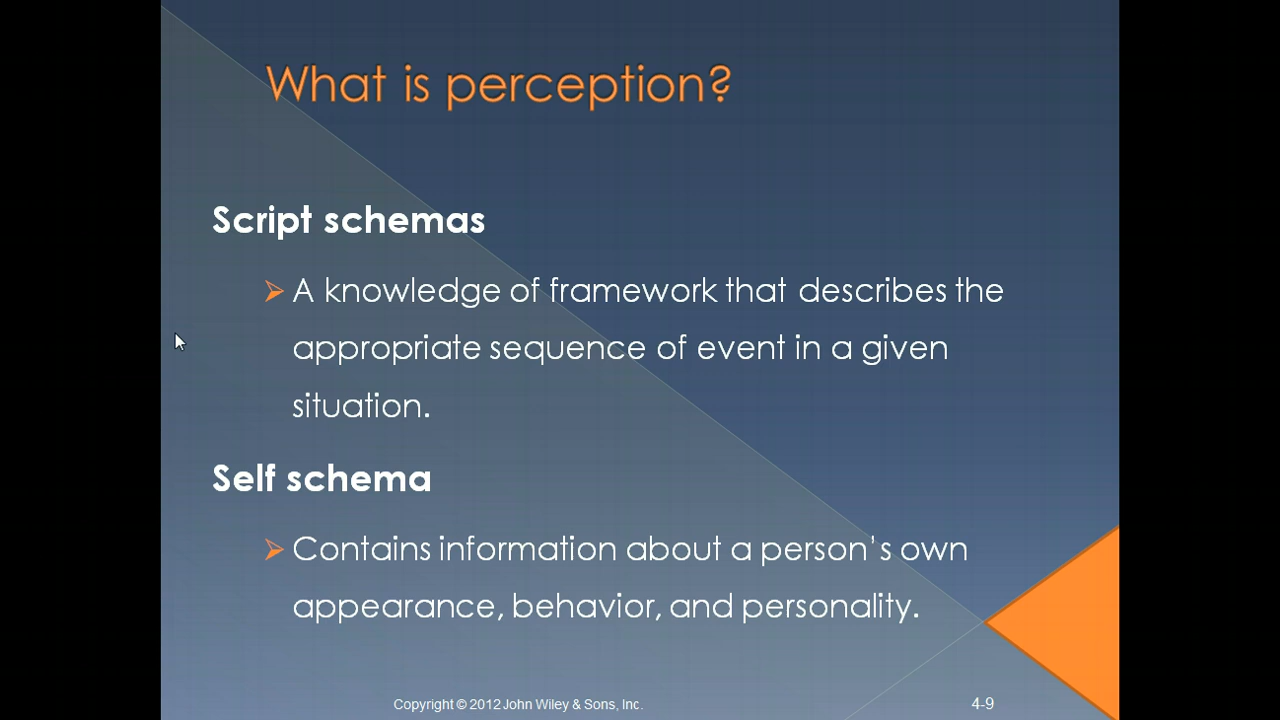 What is perception?
Script schemas
A knowledge of framework that describes the
appropriate sequence of event in a given
situation.
Self schema
Contains information about a person's own
appearance, behavior, and personality.
Copyright © 2012 John Wiley & Sons, Inc.
4-9